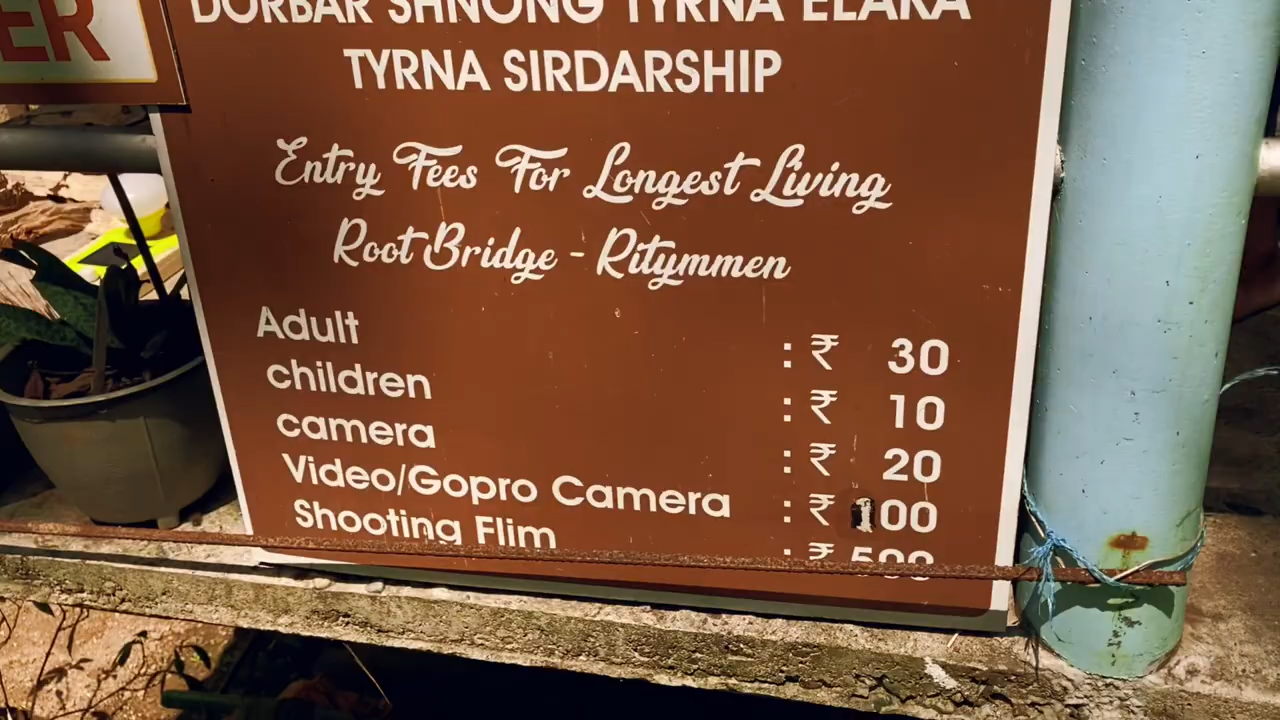 ER
DORBAR SHNONG TYRNA ELAKA
TYRNA SIRDARSHIP
Entry Fees For Longest Living
Root Bridge - Ritymmen
Adult : ₹ 30
children : ₹ 10
camera : ₹ 20
Video/Gopro Camera : ₹ 100
Shooting Flim : ₹ 500